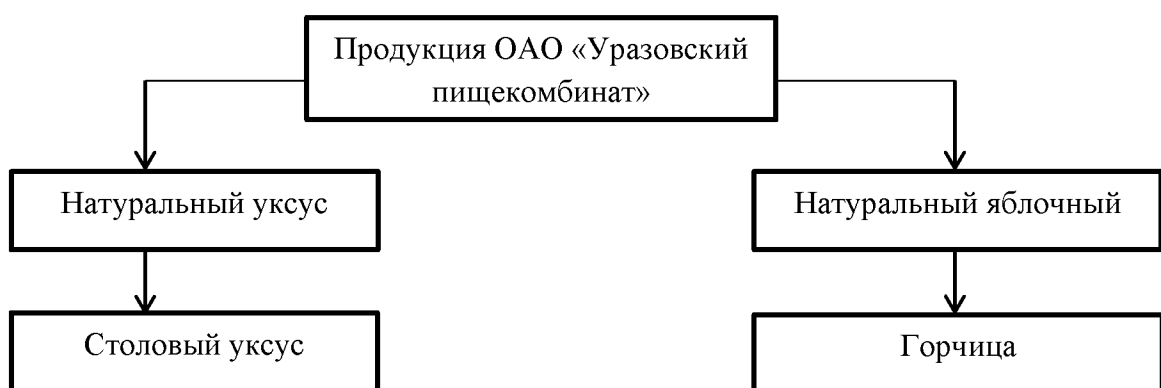 Продукция ОАО «Уразовский
пищекомбинат»
Натуральный уксус
Натуральный яблочный
Столовый уксус
Горчица